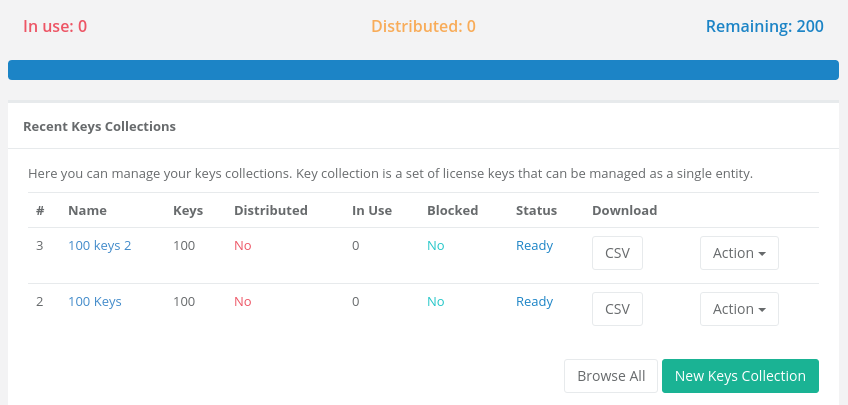 In use: 0 Distributed: 0 Remaining: 200
Recent Keys Collections
Here you can manage your keys collections. Key collection is a set of license keys that can be managed as a single entity.
# Name Keys Distributed In Use Blocked Status Download
3 100 keys 2 100 No 0 No Ready CSV Action
2 100 Keys 100 No 0 No Ready CSV Action
Browse All New Keys Collection